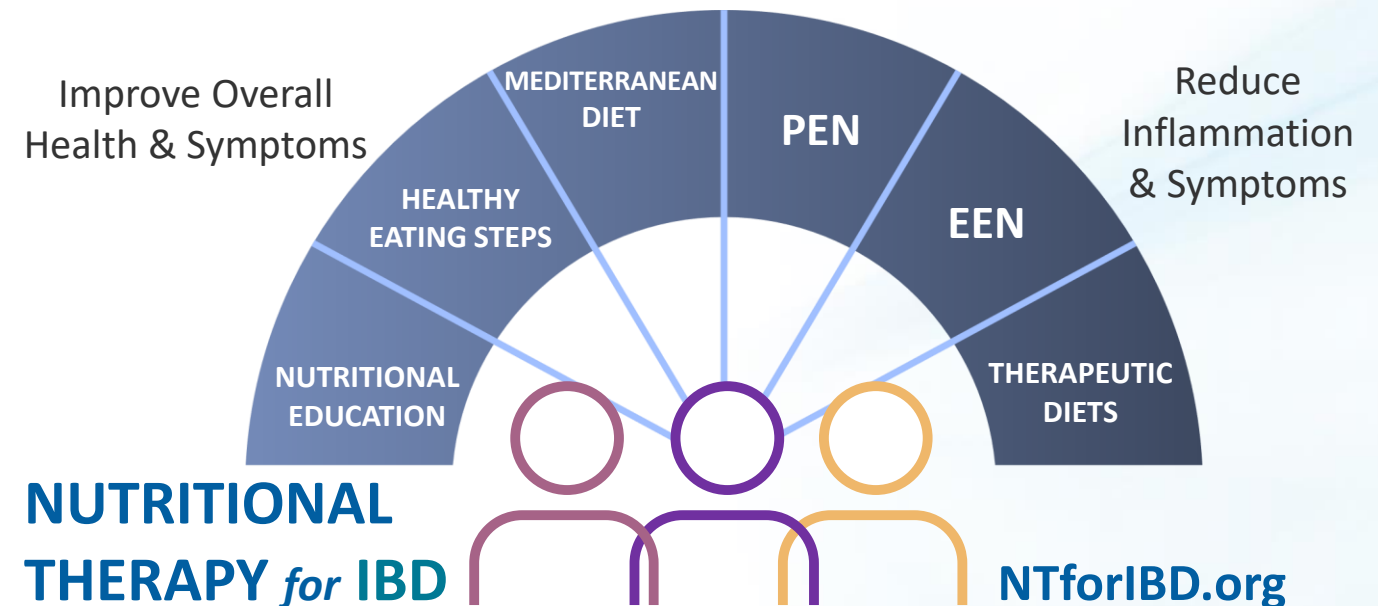 Improve Overall
Health & Symptoms
NUTRITIONAL
EDUCATION
HEALTHY
EATING STEPS
MEDITERRANEAN
DIET
PEN
EEN
THERAPEUTIC
DIETS
Reduce
Inflammation
& Symptoms
NUTRITIONAL
THERAPY for IBD
NTforIBD.org